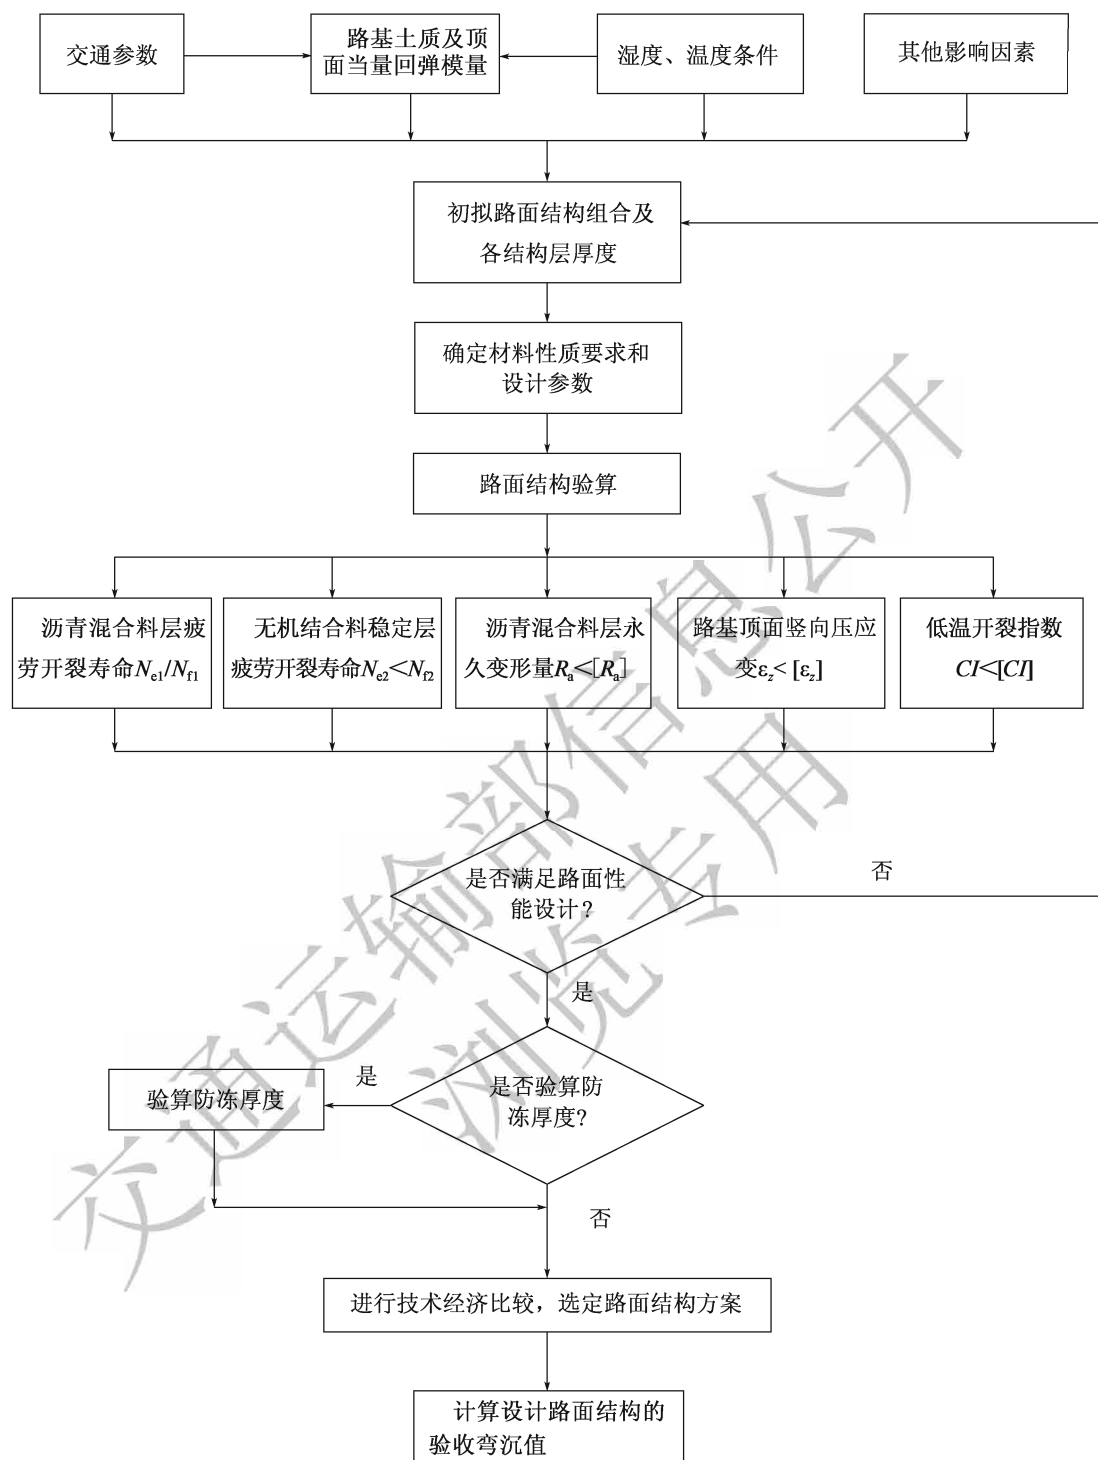 交通参数
路基土质及顶
面当量回弹模量
湿度、温度条件
其他影响因素
初拟路面结构组合及
各结构层厚度
确定材料性质要求和
设计参数
路面结构验算
沥青混合料层疲
劳开裂寿命Ne1/Nf1
无机结合料稳定层
疲劳开裂寿命Ne2<Nf2
沥青混合料层永
久变形量Ra<[Ra]
路基顶面竖向压应
变εz< [εz]
低温开裂指数
CI<[CI]
是否满足路面性
能设计？
否
是
是否验算防
冻厚度?
是
验算防冻厚度
否
进行技术经济比较，选定路面结构方案
计算设计路面结构的
验收弯沉值
交通运输部信息公开
浏览专用